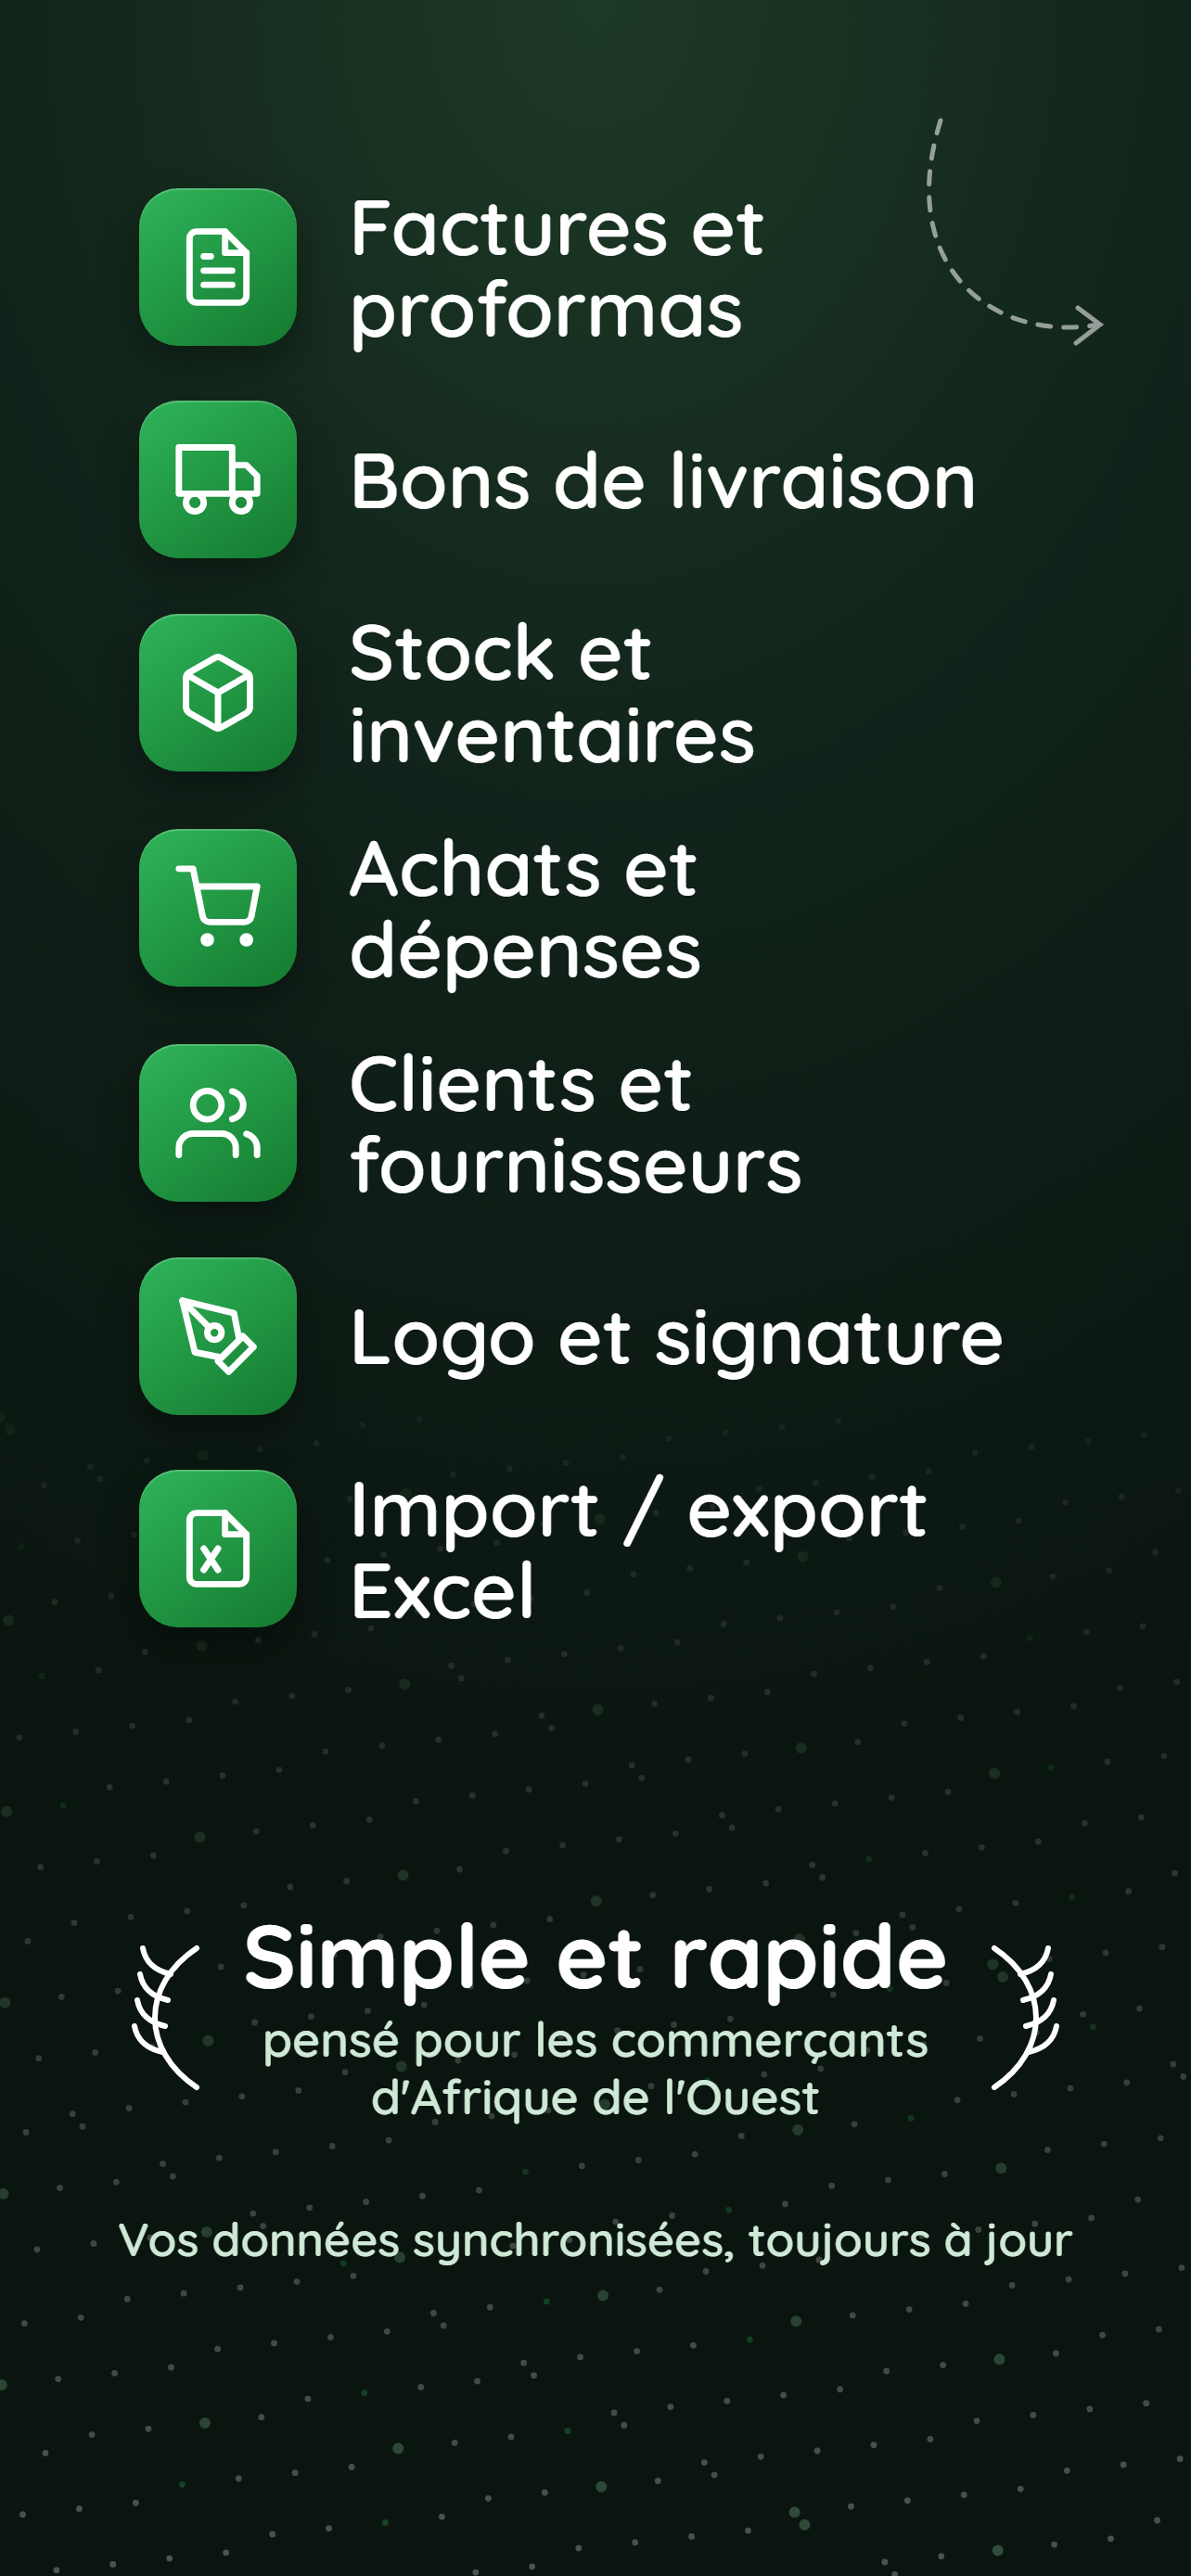 Factures et
proformas
Bons de livraison
Stock et
inventaires
Achats et
dépenses
Clients et
fournisseurs
Logo et signature
Import / export
Excel
Simple et rapide
pensé pour les commerçants
d'Afrique de l'Ouest
Vos données synchronisées, toujours à jour